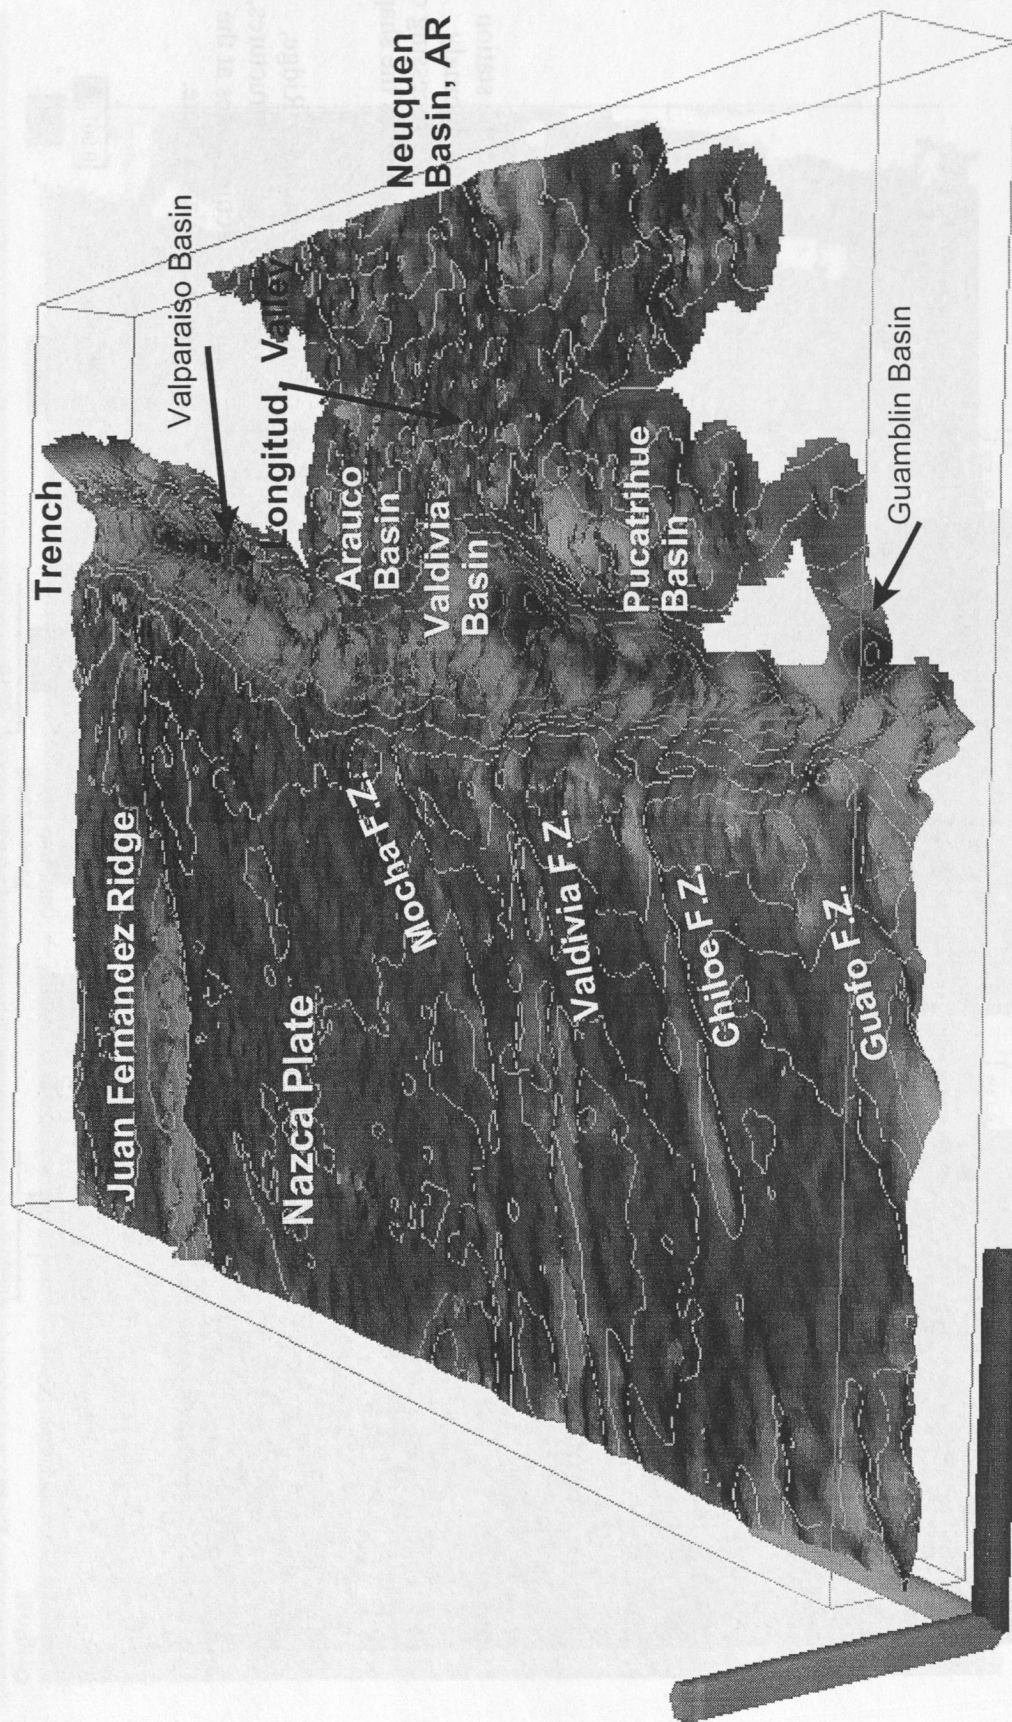 Trench
Juan Fernández Ridge
Valparaiso Basin
Longitud. Valley
Nazca Plate
Arauco
Basin
Neuquen
Basin, AR
Mocha F.Z.
Valdivia
Basin
Valdivia F.Z.
Pucatrihue
Basin
Chiloe F.Z.
Guafo F.Z.
Guamblin Basin